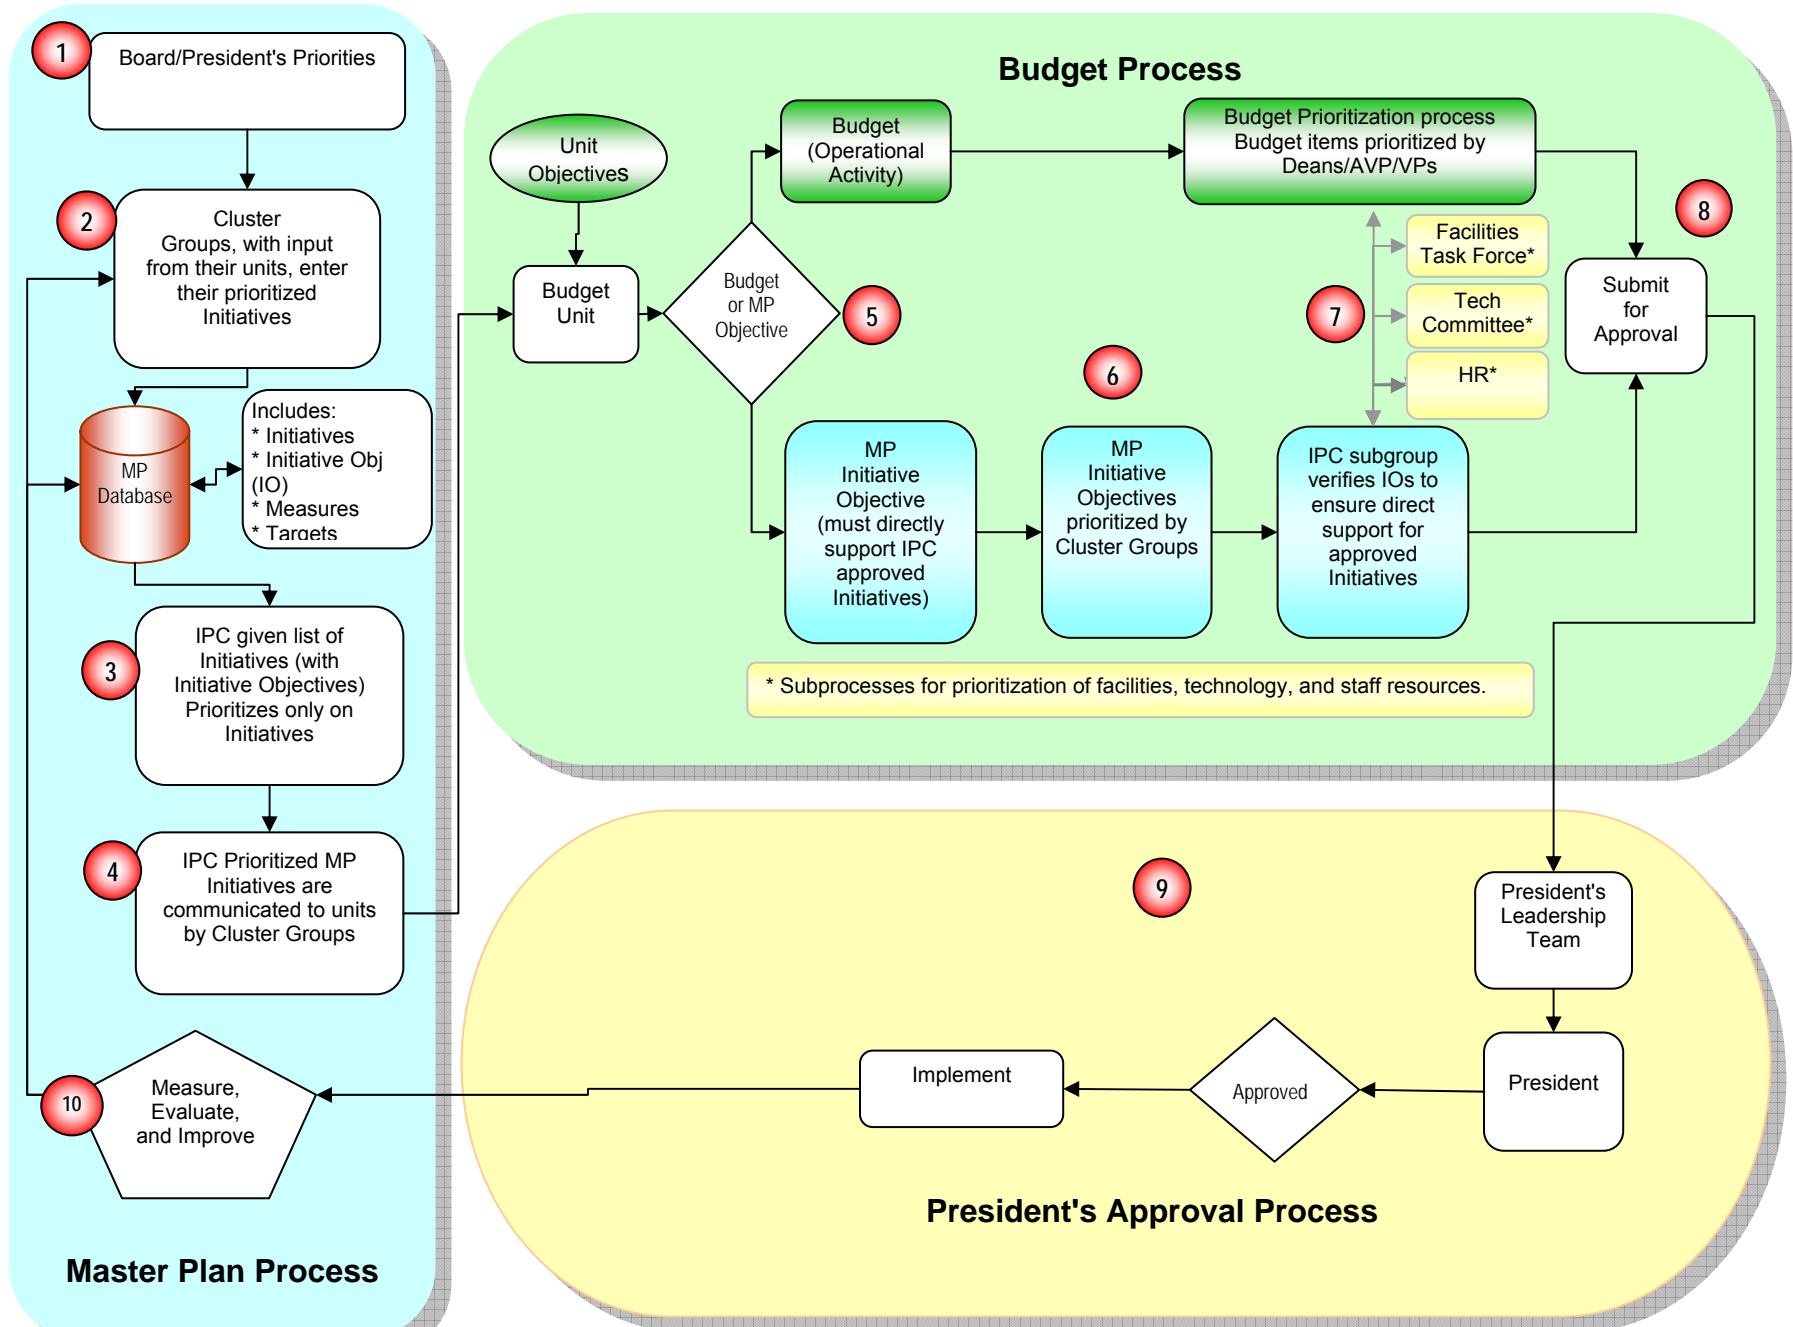 1
Board/President's Priorities
2
Cluster
Groups, with input
from their units, enter
their prioritized
Initiatives
MP
Database
Includes:
* Initiatives
* Initiative Obj
(IO)
* Measures
* Targets
3
IPC given list of
Initiatives (with
Initiative Objectives)
Prioritizes only on
Initiatives
4
IPC Prioritized MP
Initiatives are
communicated to units
by Cluster Groups
10
Measure,
Evaluate,
and Improve
Master Plan Process
Budget Process
Unit
Objectives
Budget
Unit
Budget
or MP
Objective
5
Budget
(Operational
Activity)
Budget Prioritization process
Budget items prioritized by
Deans/AVP/VPs
7
Facilities
Task Force*
Tech
Committee*
HR*
8
Submit
for
Approval
6
MP
Initiative
Objective
(must directly
support IPC
approved
Initiatives)
MP
Initiative
Objectives
prioritized by
Cluster Groups
IPC subgroup
verifies IOs to
ensure direct
support for
approved
Initiatives
* Subprocesses for prioritization of facilities, technology, and staff resources.
9
President's
Leadership
Team
President
Approved
Implement
President's Approval Process